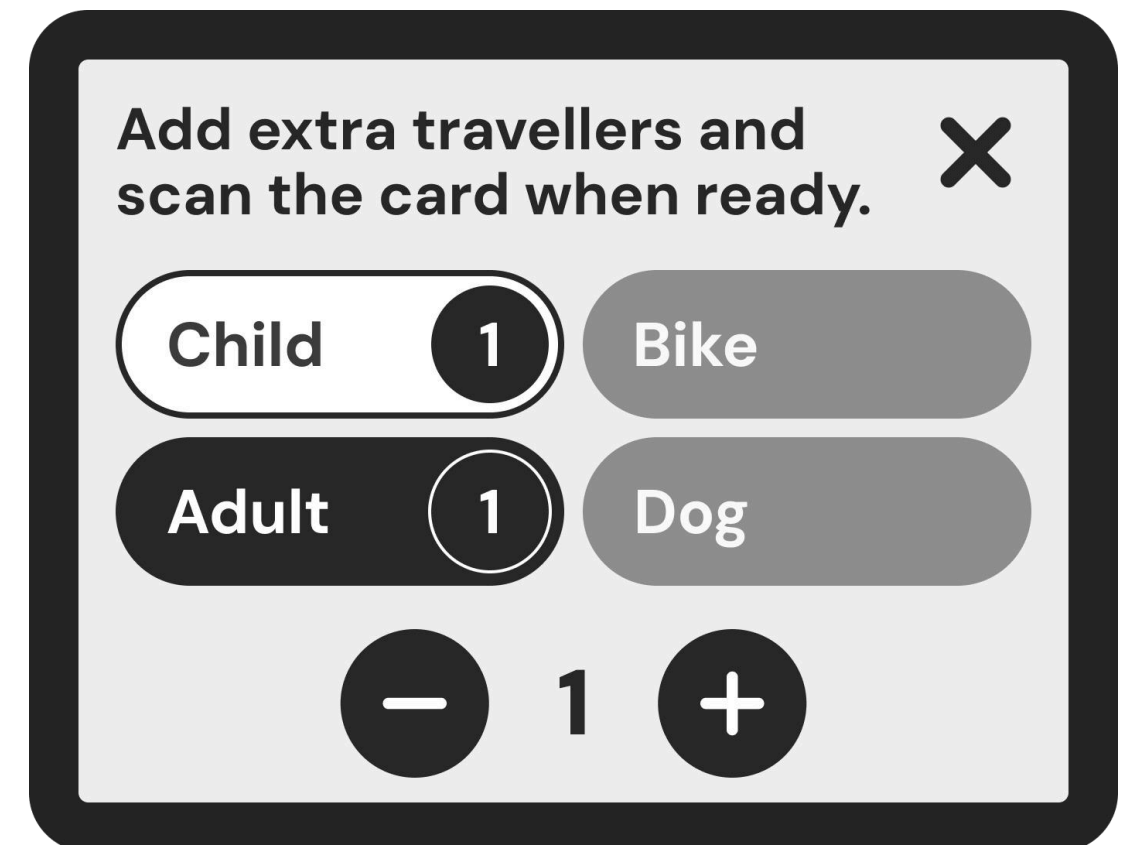 Add extra travellers and
scan the card when ready.
Child 1
Bike
Adult 1
Dog
1